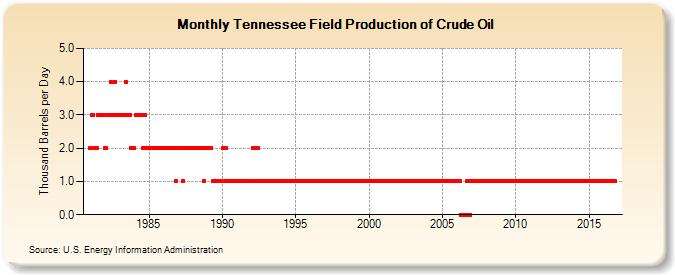 Monthly Tennessee Field Production of Crude Oil
Thousand Barrels per Day
5.0
4.0
3.0
2.0
1.0
0.0
1985 1990 1995 2000 2005 2010 2015
Source: U.S. Energy Information Administration